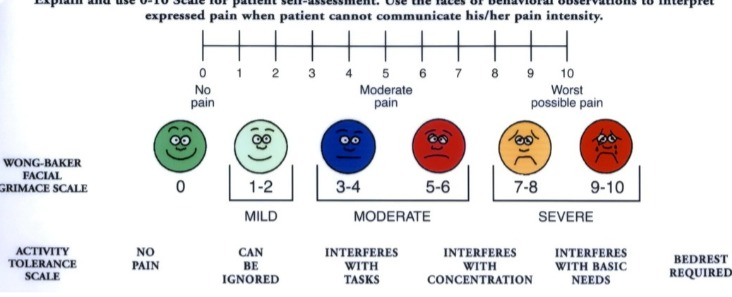 Explain and use 0-10 Scale for patient self-assessment. Use the faces or behavioral observations to interpret
expressed pain when patient cannot communicate his/her pain intensity.
0 1 2 3 4 5 6 7 8 9 10
No pain
Moderate pain
Worst possible pain
WONG-BAKER
FACIAL
GRIMACE SCALE
0 1-2 3-4 5-6 7-8 9-10
MILD MODERATE SEVERE
ACTIVITY
TOLERANCE
SCALE
NO
PAIN
CAN
BE
IGNORED
INTERFERES
WITH
TASKS
INTERFERES
WITH
CONCENTRATION
INTERFERES
WITH BASIC
NEEDS
BEDREST
REQUIRED